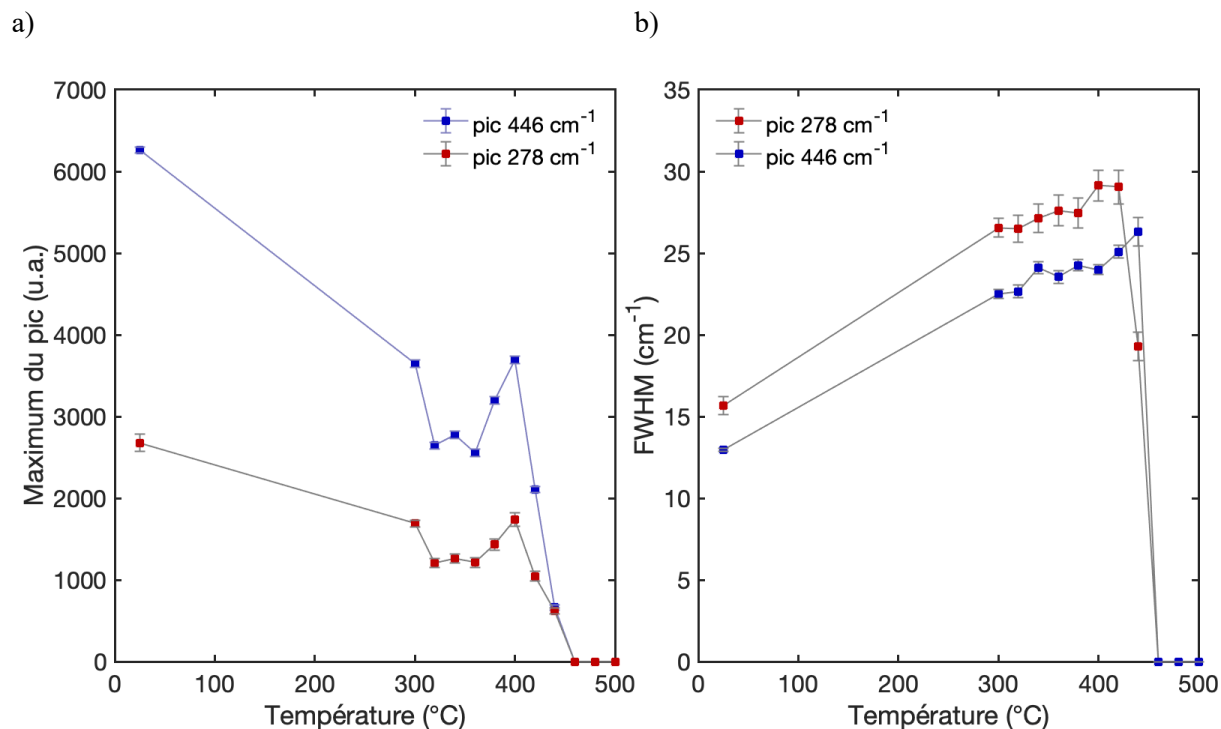 a)
b)
7000
6000
5000
4000
3000
2000
1000
0
Maximum du pic (u.a.)
pic 446 cm⁻¹
pic 278 cm⁻¹
0 100 200 300 400 500
Température (°C)
35
30
25
20
15
10
5
0
FWHM (cm⁻¹)
pic 278 cm⁻¹
pic 446 cm⁻¹
0 100 200 300 400 500
Température (°C)